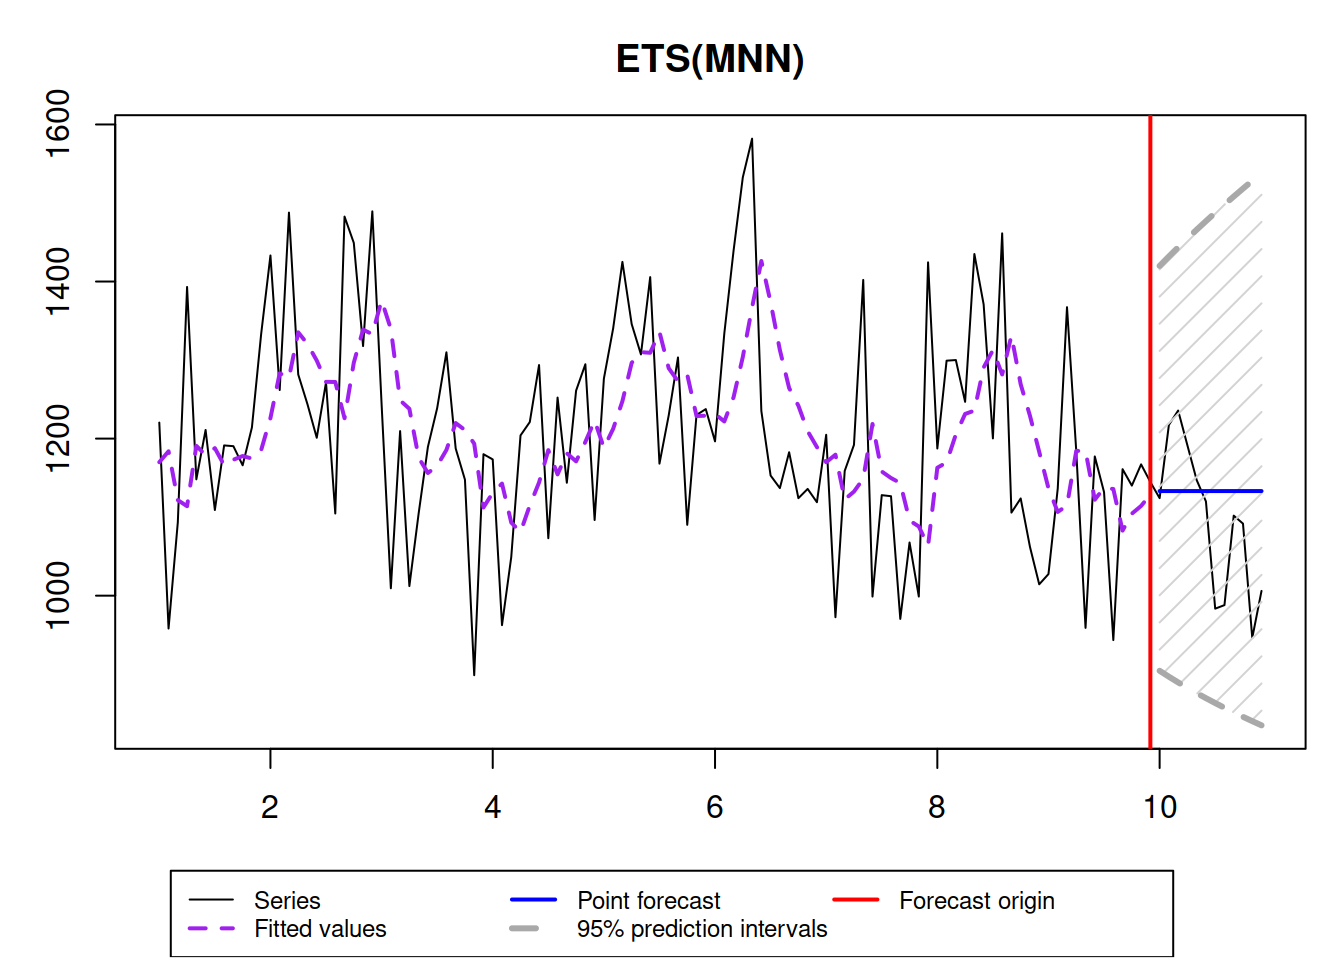 ETS(MNN)
1600
1400
1200
1000
2 4 6 8 10
Series Point forecast Forecast origin
Fitted values 95% prediction intervals